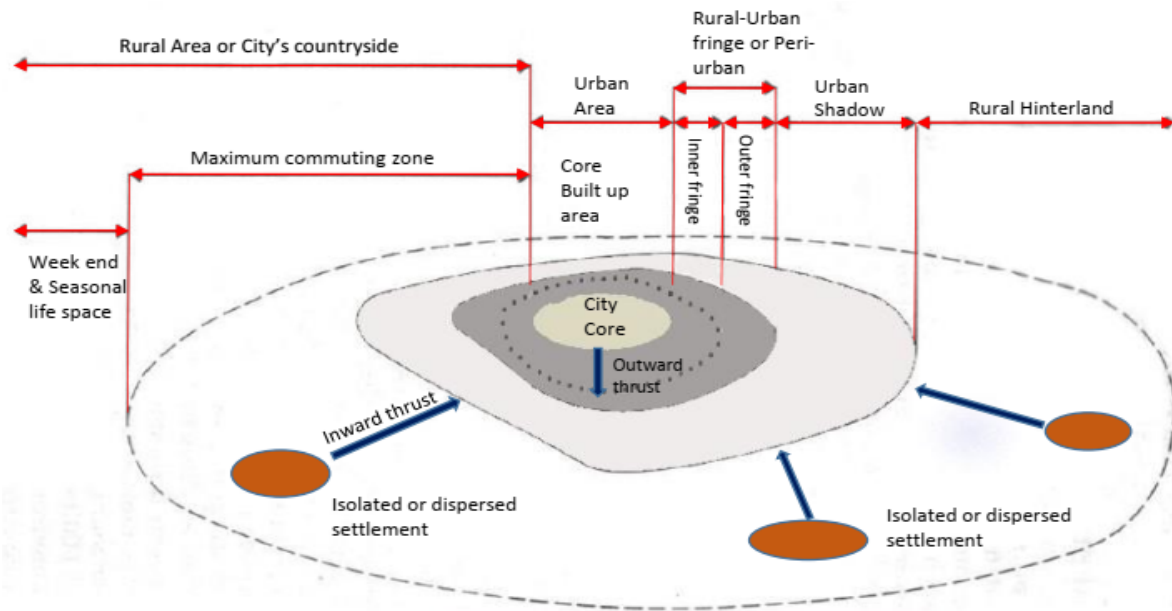 Rural Area or City's countryside
Rural-Urban
fringe or Peri-
urban
Urban
Area
Urban
Shadow
Rural Hinterland
Maximum commuting zone
Core
Built up
area
Inner fringe
Outer fringe
Week end
& Seasonal
life space
City
Core
Outward
thrust
Inward thrust
Isolated or dispersed
settlement
Isolated or dispersed
settlement